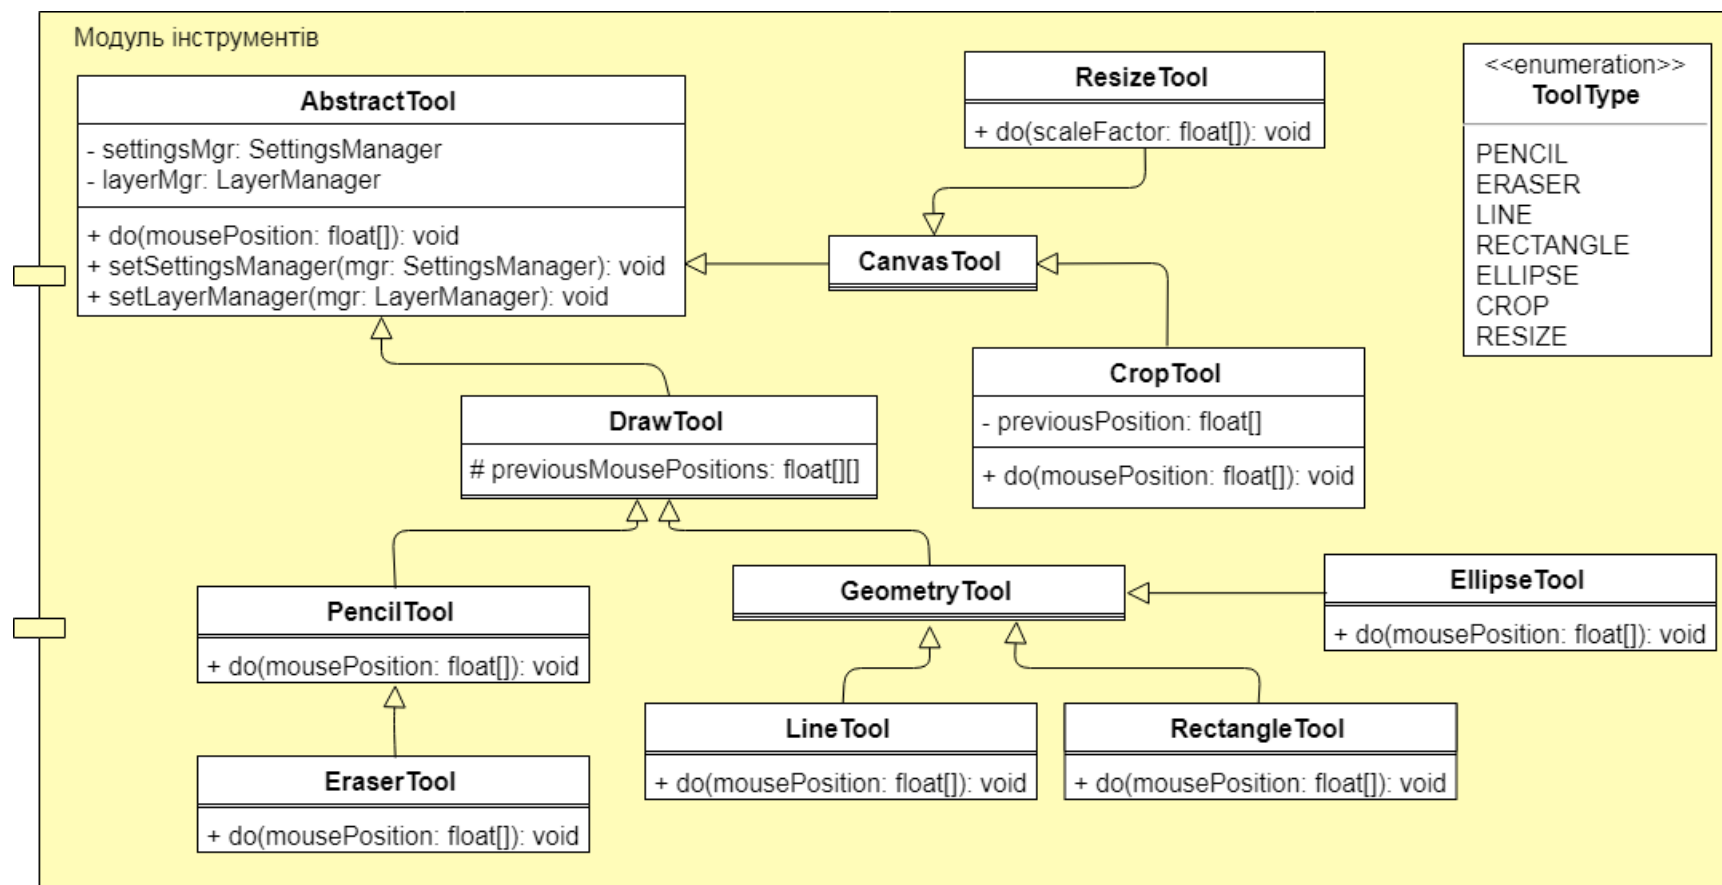 Модуль інструментів
AbstractTool
- settingsMgr: SettingsManager
- layerMgr: LayerManager
+ do(mousePosition: float[]): void
+ setSettingsManager(mgr: SettingsManager): void
+ setLayerManager(mgr: LayerManager): void
ResizeTool
+ do(scaleFactor: float[]): void
<<enumeration>>
ToolType
PENCIL
ERASER
LINE
RECTANGLE
ELLIPSE
CROP
RESIZE
CanvasTool
CropTool
- previousPosition: float[]
+ do(mousePosition: float[]): void
DrawTool
# previousMousePositions: float[][]
PencilTool
+ do(mousePosition: float[]): void
GeometryTool
EllipseTool
+ do(mousePosition: float[]): void
EraserTool
+ do(mousePosition: float[]): void
LineTool
+ do(mousePosition: float[]): void
RectangleTool
+ do(mousePosition: float[]): void